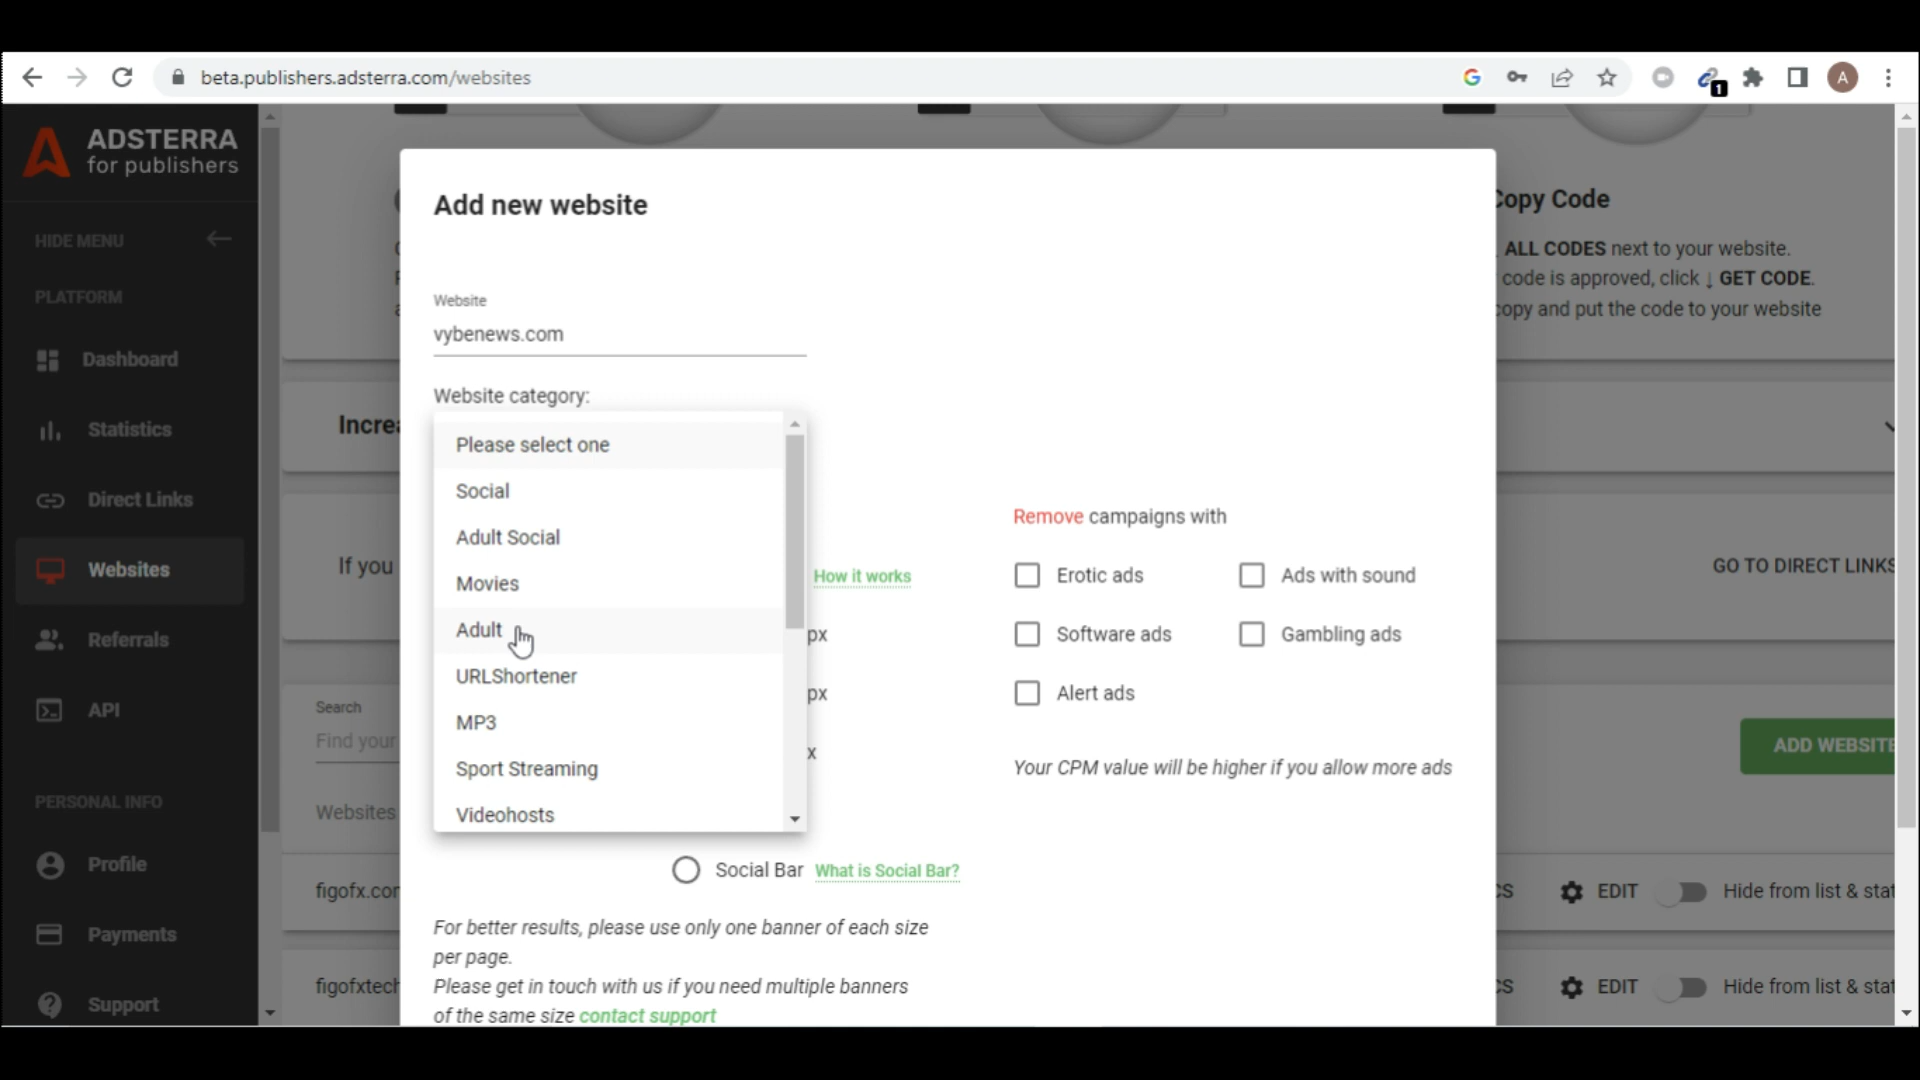 beta.publishers.adsterra.com/websites
1
A
ADSTERRA
for publishers
HIDE MENU
PLATFORM
Dashboard
Statistics
Direct Links
Websites
Referrals
API
PERSONAL INFO
Profile
Payments
Support
Copy Code
ALL CODES next to your website.
code is approved, click ↓ GET CODE.
copy and put the code to your website
If you
GO TO DIRECT LINKS
Search
Find your
ADD WEBSITE
Websites
figofx.com
EDIT
Hide from list & stat
figofxtech
EDIT
Hide from list & stat
Add new website
Website
vybenews.com
Website category:
Please select one
Social
Adult Social
Movies
Adult
URLShortener
MP3
Sport Streaming
Videohosts
How it works
px
px
x
Social Bar What is Social Bar?
Remove campaigns with
Erotic ads
Ads with sound
Software ads
Gambling ads
Alert ads
Your CPM value will be higher if you allow more ads
For better results, please use only one banner of each size
per page.
Please get in touch with us if you need multiple banners
of the same size contact support